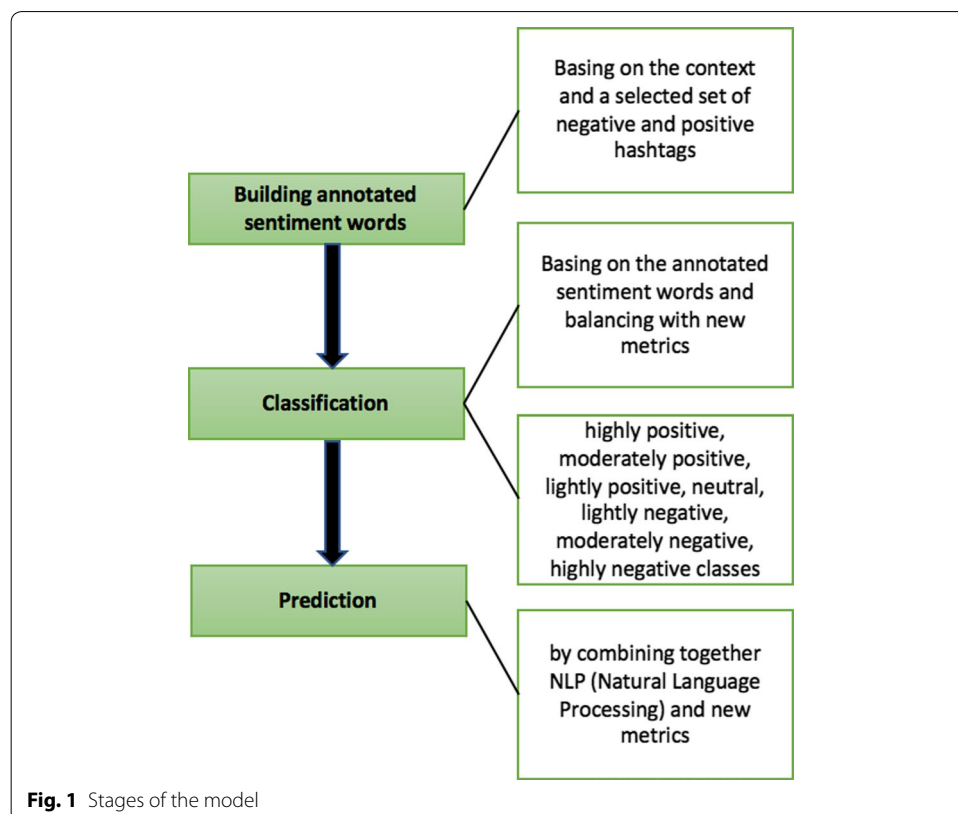 Basing on the context
and a selected set of
negative and positive
hashtags
Building annotated
sentiment words
Basing on the annotated
sentiment words and
balancing with new
metrics
Classification
highly positive,
moderately positive,
lightly positive, neutral,
lightly negative,
moderately negative,
highly negative classes
Prediction
by combining together
NLP (Natural Language
Processing) and new
metrics
Fig. 1 Stages of the model